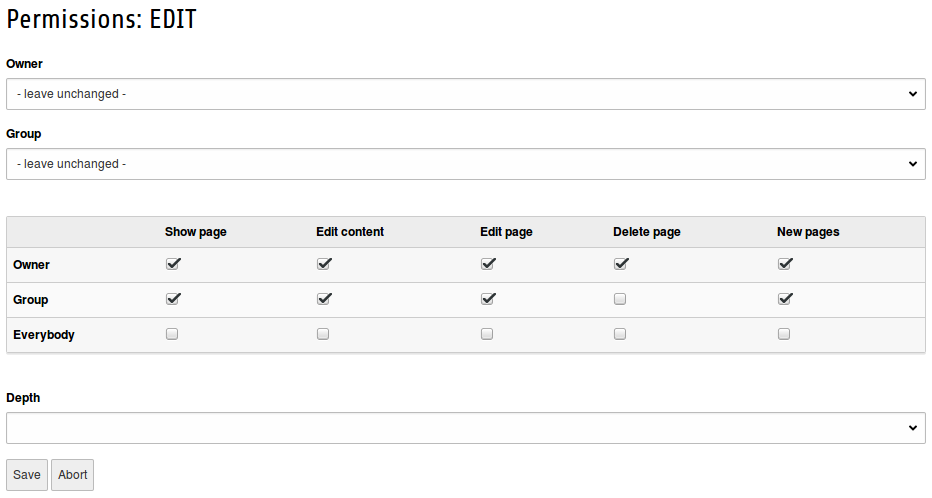 Permissions: EDIT
Owner
- leave unchanged -
Group
- leave unchanged -
Show page Edit content Edit page Delete page New pages
Owner
Group
Everybody
Depth
Save Abort